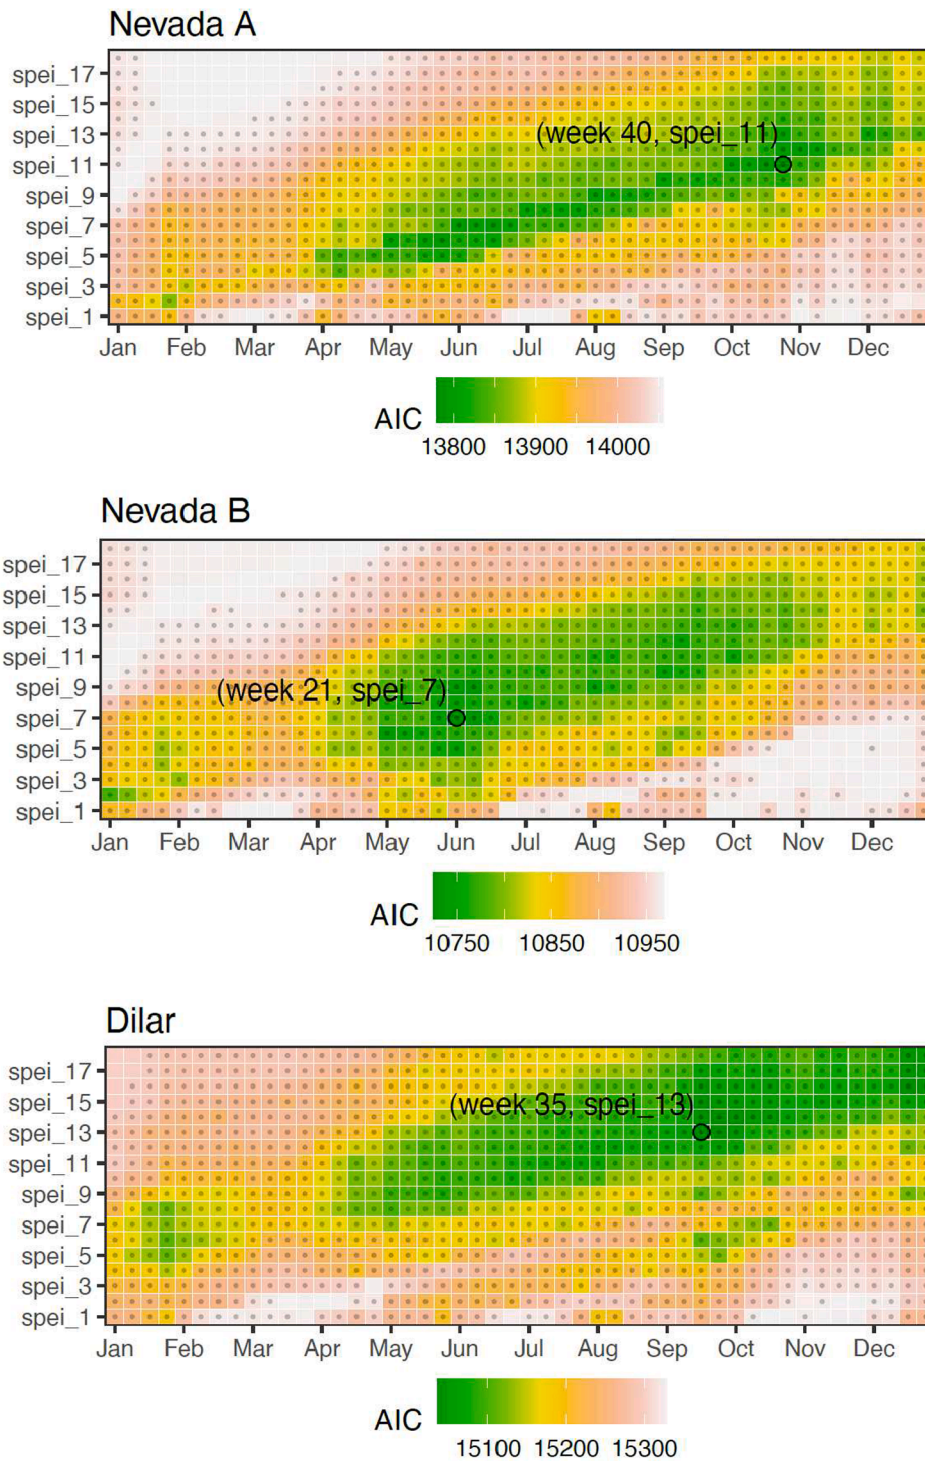 Nevada A
spei_17
spei_15
spei_13
(week 40, spei_11)
spei_11
spei_9
spei_7
spei_5
spei_3
spei_1
Jan Feb Mar Apr May Jun Jul Aug Sep Oct Nov Dec
AIC
13800 13900 14000
Nevada B
spei_17
spei_15
spei_13
spei_11
spei_9
(week 21, spei_7)
spei_7
spei_5
spei_3
spei_1
Jan Feb Mar Apr May Jun Jul Aug Sep Oct Nov Dec
AIC
10750 10850 10950
Dilar
spei_17
spei_15
(week 35, spei_13)
spei_13
spei_11
spei_9
spei_7
spei_5
spei_3
spei_1
Jan Feb Mar Apr May Jun Jul Aug Sep Oct Nov Dec
AIC
15100 15200 15300